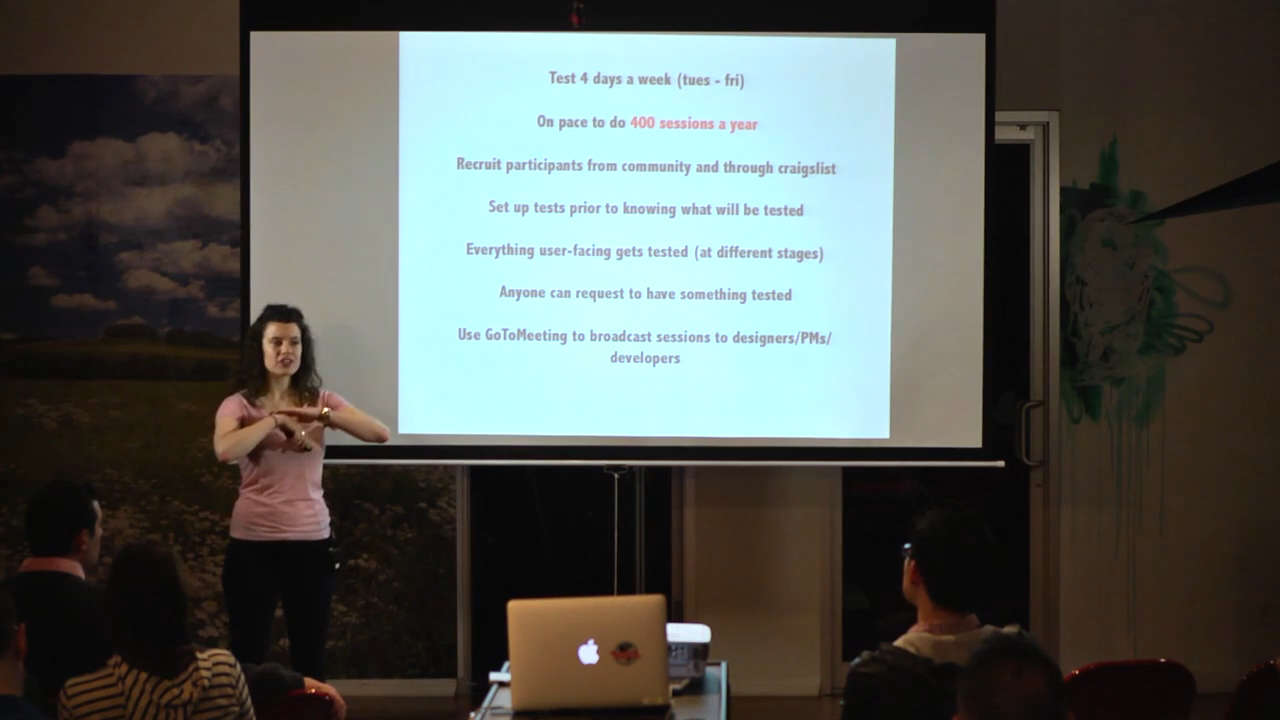 Test 4 days a week (tues - fri)
On pace to do 400 sessions a year
Recruit participants from community and through craigslist
Set up tests prior to knowing what will be tested
Everything user-facing gets tested (at different stages)
Anyone can request to have something tested
Use GoToMeeting to broadcast sessions to designers/PMs/
developers